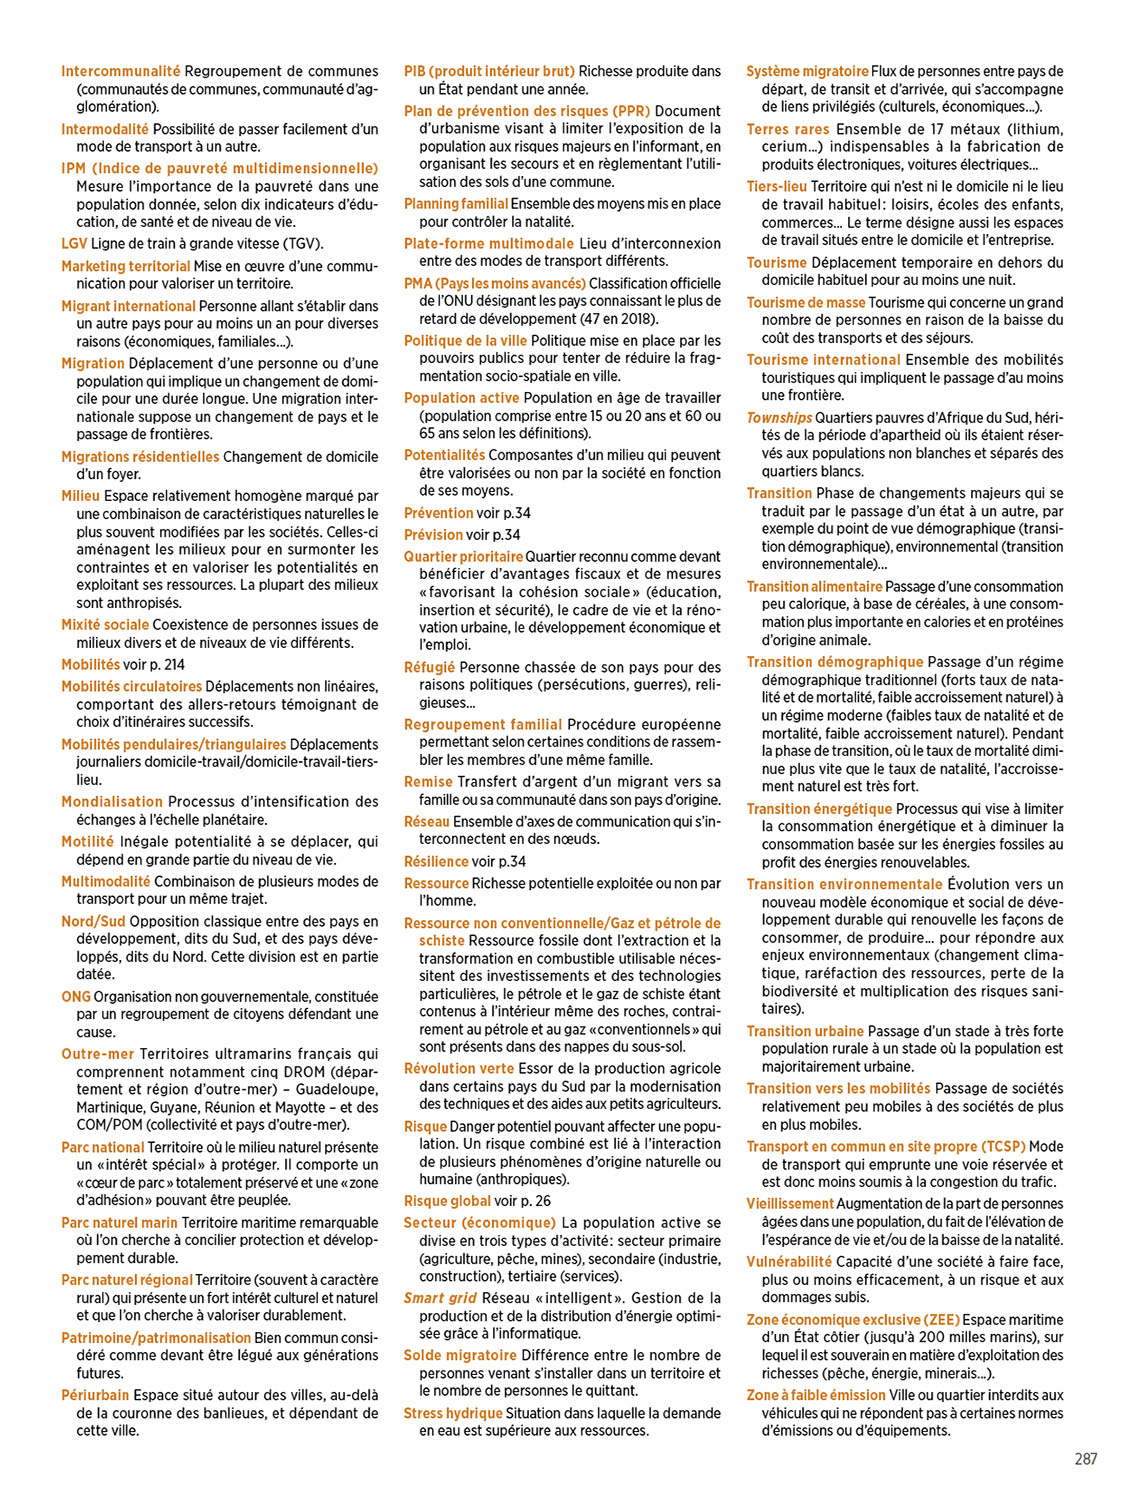 Intercommunalité Regroupement de communes
(communautés de communes, communauté d'ag-
glomération).
Intermodalité Possibilité de passer facilement d'un
mode de transport à un autre.
IPM (Indice de pauvreté multidimensionnelle)
Mesure l'importance de la pauvreté dans une
population donnée, selon dix indicateurs d'édu-
cation, de santé et de niveau de vie.
LGV Ligne de train à grande vitesse (TGV).
Marketing territorial Mise en œuvre d'une commu-
nication pour valoriser un territoire.
Migrant international Personne allant s'établir dans
un autre pays pour au moins un an pour diverses
raisons (économiques, familiales...).
Migration Déplacement d'une personne ou d'une
population qui implique un changement de domi-
cile pour une durée longue. Une migration inter-
nationale suppose un changement de pays et le
passage de frontières.
Migrations résidentielles Changement de domicile
d'un foyer.
Milieu Espace relativement homogène marqué par
une combinaison de caractéristiques naturelles le
plus souvent modifiées par les sociétés. Celles-ci
aménagent les milieux pour en surmonter les
contraintes et en valoriser les potentialités en
exploitant ses ressources. La plupart des milieux
sont anthropisés.
Mixité sociale Coexistence de personnes issues de
milieux divers et de niveaux de vie différents.
Mobilités voir p. 214
Mobilités circulatoires Déplacements non linéaires,
comportant des allers-retours témoignant de
choix d'itinéraires successifs.
Mobilités pendulaires/triangulaires Déplacements
journaliers domicile-travail/domicile-travail-tiers-
lieu.
Mondialisation Processus d'intensification des
échanges à l'échelle planétaire.
Motilité Inégale potentialité à se déplacer, qui
dépend en grande partie du niveau de vie.
Multimodalité Combinaison de plusieurs modes de
transport pour un même trajet.
Nord/Sud Opposition classique entre des pays en
développement, dits du Sud, et des pays déve-
loppés, dits du Nord. Cette division est en partie
datée.
ONG Organisation non gouvernementale, constituée
par un regroupement de citoyens défendant une
cause.
Outre-mer Territoires ultramarins français qui
comprennent notamment cinq DROM (dépar-
tement et région d'outre-mer) – Guadeloupe,
Martinique, Guyane, Réunion et Mayotte – et des
COM/POM (collectivité et pays d'outre-mer).
Parc national Territoire où le milieu naturel présente
un «intérêt spécial» à protéger. Il comporte un
«cœur de parc» totalement préservé et une «zone
d'adhésion» pouvant être peuplée.
Parc naturel marin Territoire maritime remarquable
où l'on cherche à concilier protection et dévelop-
pement durable.
Parc naturel régional Territoire (souvent à caractère
rural) qui présente un fort intérêt culturel et naturel
et que l'on cherche à valoriser durablement.
Patrimoine/patrimonalisation Bien commun consi-
déré comme devant être légué aux générations
futures.
Périurbain Espace situé autour des villes, au-delà
de la couronne des banlieues, et dépendant de
cette ville.
PIB (produit intérieur brut) Richesse produite dans
un État pendant une année.
Plan de prévention des risques (PPR) Document
d'urbanisme visant à limiter l'exposition de la
population aux risques majeurs en l'informant, en
organisant les secours et en règlementant l'utili-
sation des sols d'une commune.
Planning familial Ensemble des moyens mis en place
pour contrôler la natalité.
Plate-forme multimodale Lieu d'interconnexion
entre des modes de transport différents.
PMA (Pays les moins avancés) Classification officielle
de l'ONU désignant les pays connaissant le plus de
retard de développement (47 en 2018).
Politique de la ville Politique mise en place par les
pouvoirs publics pour tenter de réduire la frag-
mentation socio-spatiale en ville.
Population active Population en âge de travailler
(population comprise entre 15 ou 20 ans et 60 ou
65 ans selon les définitions).
Potentialités Composantes d'un milieu qui peuvent
être valorisées ou non par la société en fonction
de ses moyens.
Prévention voir p.34
Prévision voir p.34
Quartier prioritaire Quartier reconnu comme devant
bénéficier d'avantages fiscaux et de mesures
«favorisant la cohésion sociale» (éducation,
insertion et sécurité), le cadre de vie et la réno-
vation urbaine, le développement économique et
l'emploi.
Réfugié Personne chassée de son pays pour des
raisons politiques (persécutions, guerres), reli-
gieuses...
Regroupement familial Procédure européenne
permettant selon certaines conditions de rassem-
bler les membres d'une même famille.
Remise Transfert d'argent d'un migrant vers sa
famille ou sa communauté dans son pays d'origine.
Réseau Ensemble d'axes de communication qui s'in-
terconnectent en des nœuds.
Résilience voir p.34
Ressource Richesse potentielle exploitée ou non par
l'homme.
Ressource non conventionnelle/Gaz et pétrole de
schiste Ressource fossile dont l'extraction et la
transformation en combustible utilisable néces-
sitent des investissements et des technologies
particulières, le pétrole et le gaz de schiste étant
contenus à l'intérieur même des roches, contrai-
rement au pétrole et au gaz «conventionnels» qui
sont présents dans des nappes du sous-sol.
Révolution verte Essor de la production agricole
dans certains pays du Sud par la modernisation
des techniques et des aides aux petits agriculteurs.
Risque Danger potentiel pouvant affecter une popu-
lation. Un risque combiné est lié à l'interaction
de plusieurs phénomènes d'origine naturelle ou
humaine (anthropiques).
Risque global voir p. 26
Secteur (économique) La population active se
divise en trois types d'activité: secteur primaire
(agriculture, pêche, mines), secondaire (industrie,
construction), tertiaire (services).
Smart grid Réseau «intelligent». Gestion de la
production et de la distribution d'énergie optimi-
sée grâce à l'informatique.
Solde migratoire Différence entre le nombre de
personnes venant s'installer dans un territoire et
le nombre de personnes le quittant.
Stress hydrique Situation dans laquelle la demande
en eau est supérieure aux ressources.
Système migratoire Flux de personnes entre pays de
départ, de transit et d'arrivée, qui s'accompagne
de liens privilégiés (culturels, économiques...).
Terres rares Ensemble de 17 métaux (lithium,
cerium...) indispensables à la fabrication de
produits électroniques, voitures électriques...
Tiers-lieu Territoire qui n'est ni le domicile ni le lieu
de travail habituel: loisirs, écoles des enfants,
commerces... Le terme désigne aussi les espaces
de travail situés entre le domicile et l'entreprise.
Tourisme Déplacement temporaire en dehors du
domicile habituel pour au moins une nuit.
Tourisme de masse Tourisme qui concerne un grand
nombre de personnes en raison de la baisse du
coût des transports et des séjours.
Tourisme international Ensemble des mobilités
touristiques qui impliquent le passage d'au moins
une frontière.
Townships Quartiers pauvres d'Afrique du Sud, héri-
tés de la période d'apartheid où ils étaient réser-
vés aux populations non blanches et séparés des
quartiers blancs.
Transition Phase de changements majeurs qui se
traduit par le passage d'un état à un autre, par
exemple du point de vue démographique (transi-
tion démographique), environnemental (transition
environnementale)...
Transition alimentaire Passage d'une consommation
peu calorique, à base de céréales, à une consom-
mation plus importante en calories et en protéines
d'origine animale.
Transition démographique Passage d'un régime
démographique traditionnel (forts taux de nata-
lité et de mortalité, faible accroissement naturel) à
un régime moderne (faibles taux de natalité et de
mortalité, faible accroissement naturel). Pendant
la phase de transition, où le taux de mortalité dimi-
nue plus vite que le taux de natalité, l'accroisse-
ment naturel est très fort.
Transition énergétique Processus qui vise à limiter
la consommation énergétique et à diminuer la
consommation basée sur les énergies fossiles au
profit des énergies renouvelables.
Transition environnementale Évolution vers un
nouveau modèle économique et social de déve-
loppement durable qui renouvelle les façons de
consommer, de produire... pour répondre aux
enjeux environnementaux (changement clima-
tique, raréfaction des ressources, perte de la
biodiversité et multiplication des risques sani-
taires).
Transition urbaine Passage d'un stade à très forte
population rurale à un stade où la population est
majoritairement urbaine.
Transition vers les mobilités Passage de sociétés
relativement peu mobiles à des sociétés de plus
en plus mobiles.
Transport en commun en site propre (TCSP) Mode
de transport qui emprunte une voie réservée et
est donc moins soumis à la congestion du trafic.
Vieillissement Augmentation de la part de personnes
âgées dans une population, du fait de l'élévation de
l'espérance de vie et/ou de la baisse de la natalité.
Vulnérabilité Capacité d'une société à faire face,
plus ou moins efficacement, à un risque et aux
dommages subis.
Zone économique exclusive (ZEE) Espace maritime
d'un État côtier (jusqu'à 200 milles marins), sur
lequel il est souverain en matière d'exploitation des
richesses (pêche, énergie, minerais...).
Zone à faible émission Ville ou quartier interdits aux
véhicules qui ne répondent pas à certaines normes
d'émissions ou d'équipements.
287